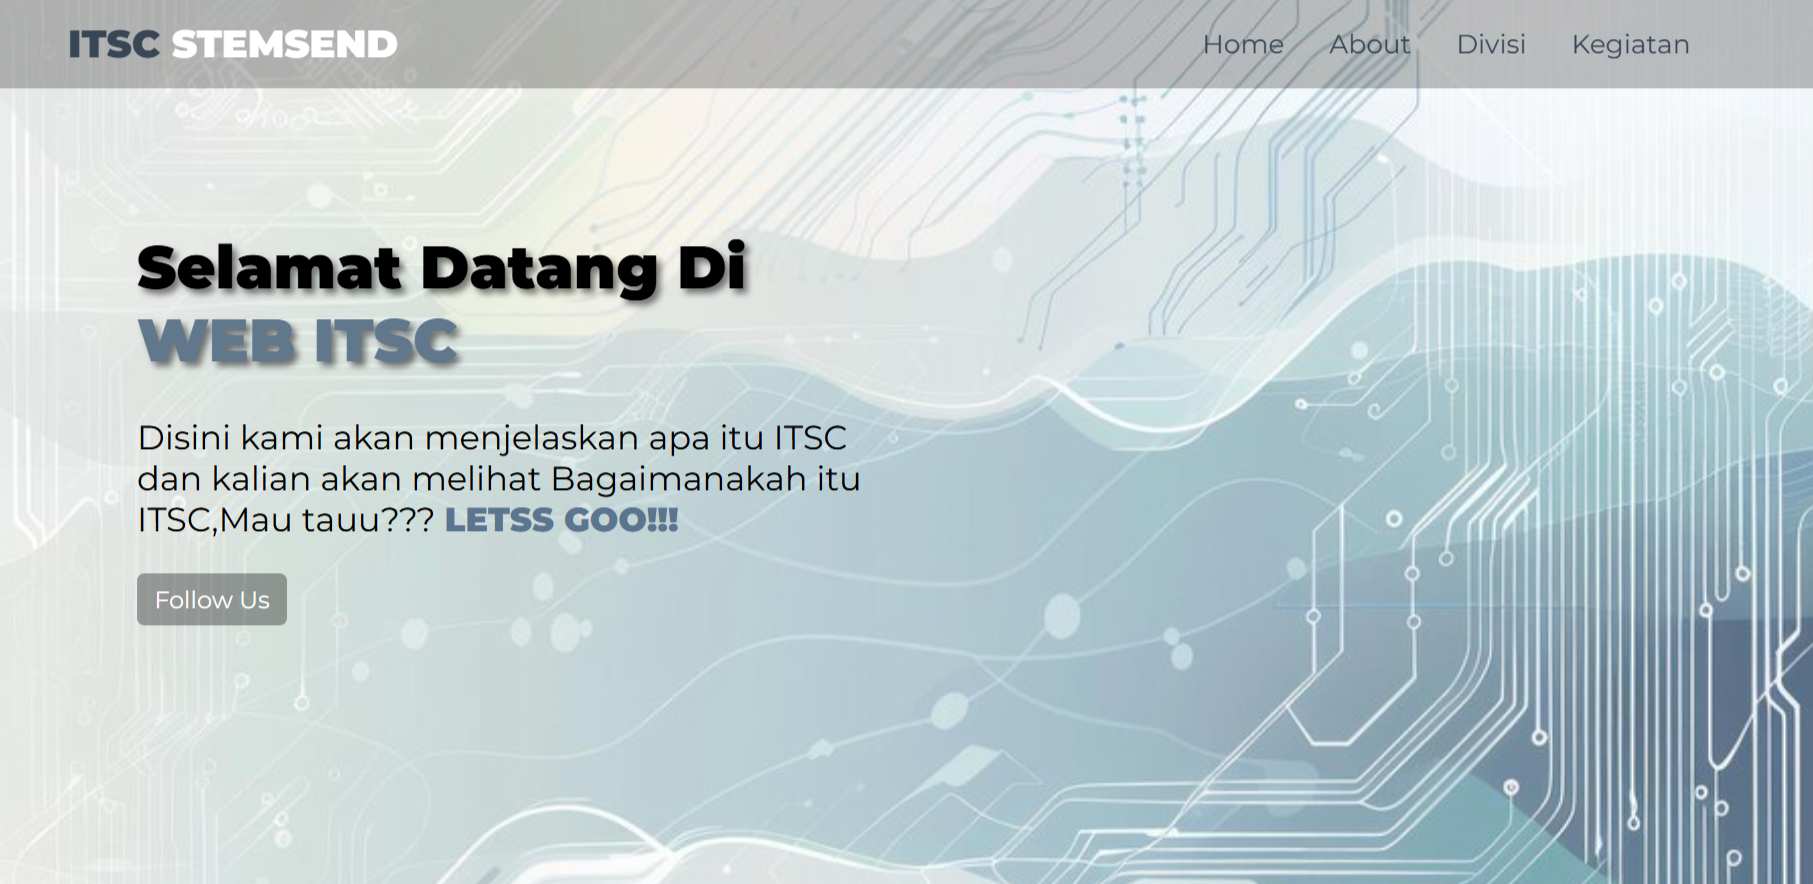 ITSC STEMSEND
Home About Divisi Kegiatan
Selamat Datang Di
WEB ITSC
Disini kami akan menjelaskan apa itu ITSC
dan kalian akan melihat Bagaimanakah itu
ITSC,Mau tauu??? LETSS GOO!!!
Follow Us